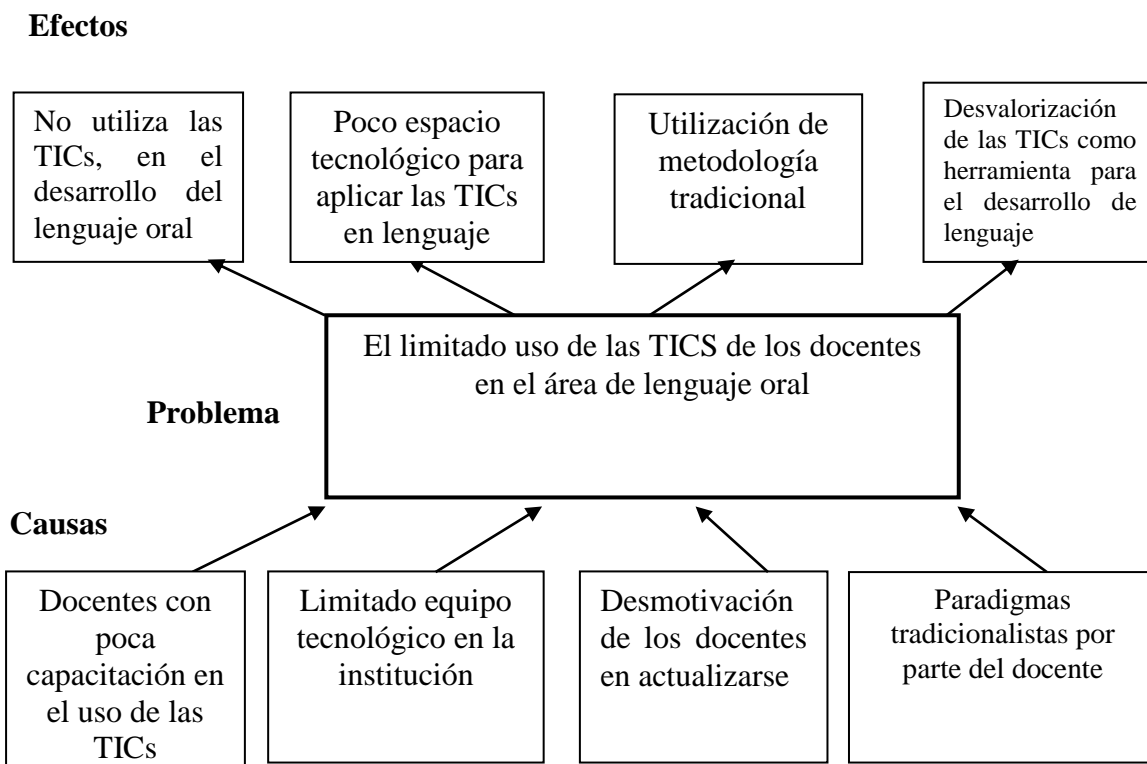 Efectos
No utiliza las
TICs, en el
desarrollo del
lenguaje oral
Poco espacio
tecnológico para
aplicar las TICs
en lenguaje
Utilización de
metodología
tradicional
Desvalorización
de las TICs como
herramienta para
el desarrollo de
lenguaje
El limitado uso de las TICS de los docentes
en el área de lenguaje oral
Problema
Causas
Docentes con
poca
capacitación en
el uso de las
TICs
Limitado equipo
tecnológico en la
institución
Desmotivación
de los docentes
en actualizarse
Paradigmas
tradicionalistas por
parte del docente